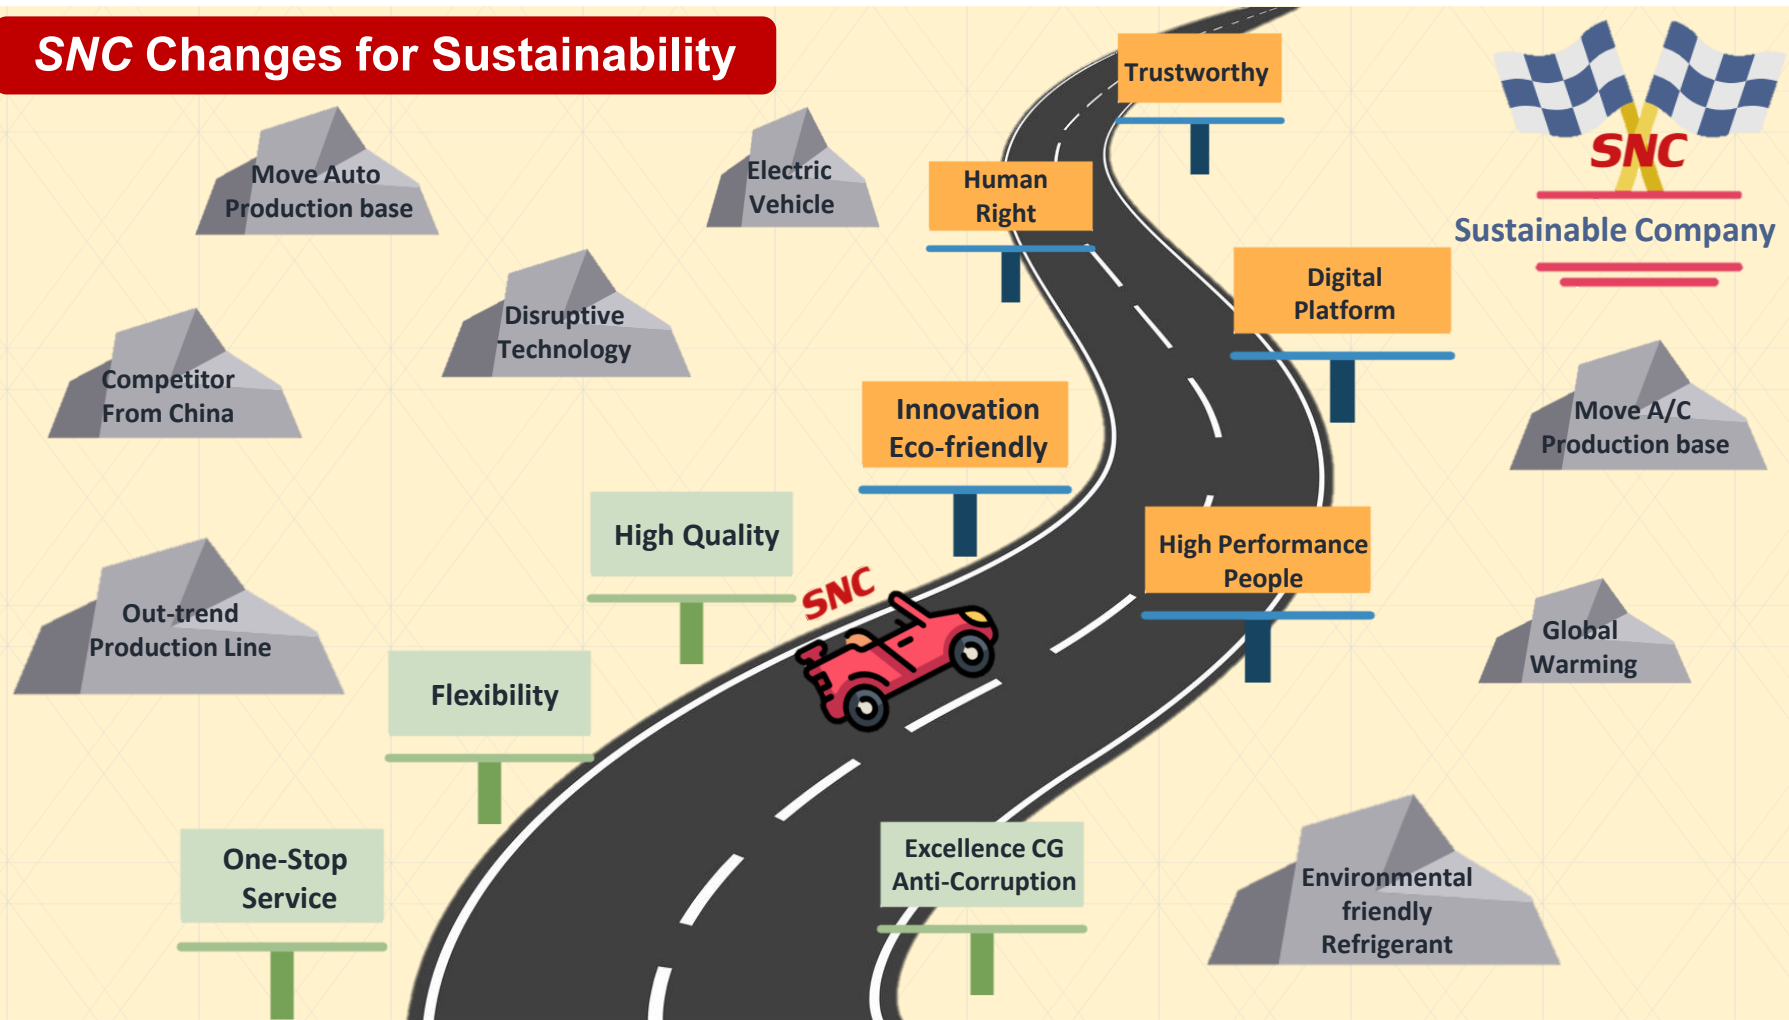 SNC Changes for Sustainability
Trustworthy
SNC
Sustainable Company
Move Auto
Production base
Electric
Vehicle
Human
Right
Digital
Platform
Disruptive
Technology
Competitor
From China
Innovation
Eco-friendly
Move A/C
Production base
High Quality
High Performance
People
SNC
Out-trend
Production Line
Global
Warming
Flexibility
One-Stop
Service
Excellence CG
Anti-Corruption
Environmental
friendly
Refrigerant